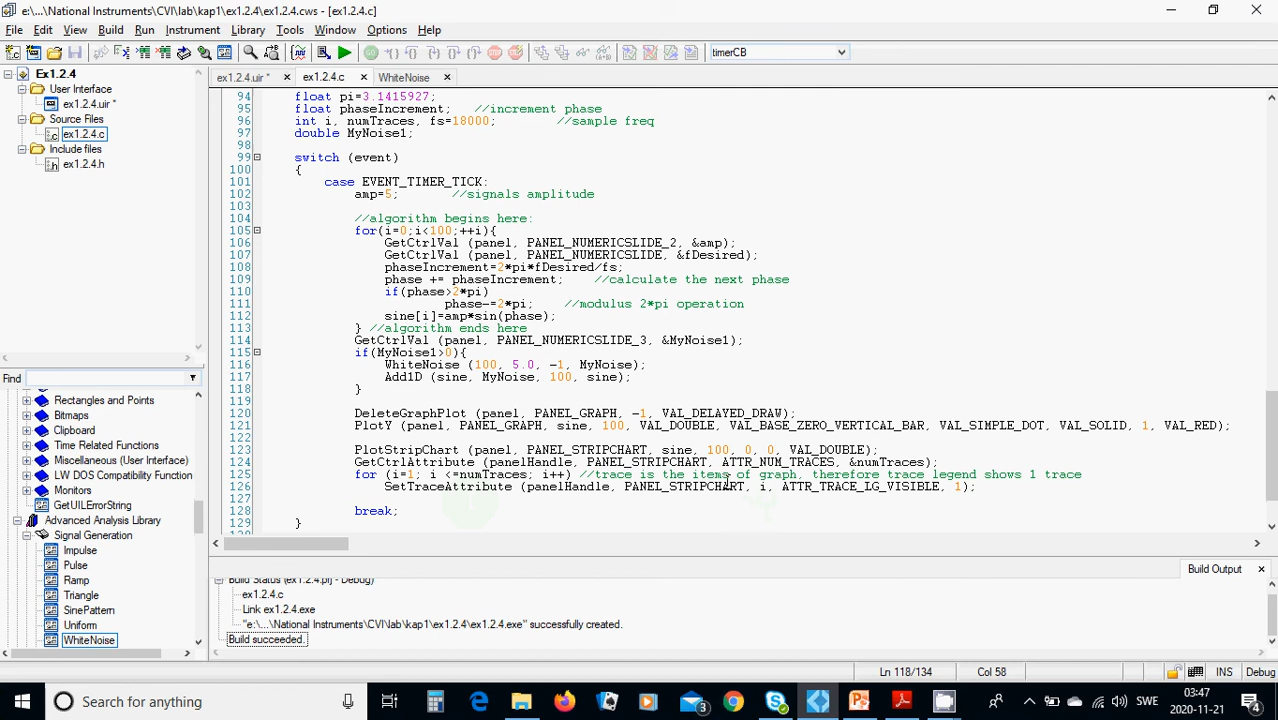 e:\...\National Instruments\CVI\lab\kap1\ex1.2.4\ex1.2.4.cws - [ex1.2.4.c]
File Edit View Build Run Instrument Library Tools Window Options Help
timerCB
Ex1.2.4
User Interface
ex1.2.4.uir *
Source Files
ex1.2.4.c
Include files
ex1.2.4.h
Find
Rectangles and Points
Bitmaps
Clipboard
Time Related Functions
Miscellaneous (User Interface)
LW DOS Compatibility Functions
Monitors
GetUILErrorString
Advanced Analysis Library
Signal Generation
Impulse
Pulse
Ramp
Triangle
SinePattern
Uniform
WhiteNoise
ex1.2.4.uir * ex1.2.4.c WhiteNoise
94 float pi=3.1415927;
95 float phaseIncrement; //increment phase
96 int i, numTraces, fs=18000; //sample freq
97 double MyNoise1;
98
99 switch (event)
100 {
101 case EVENT_TIMER_TICK:
102 amp=5; //signals amplitude
103
104 //algorithm begins here:
105 for(i=0;i<100;++i){
106 GetCtrlVal (panel, PANEL_NUMERICSLIDE_2, &amp);
107 GetCtrlVal (panel, PANEL_NUMERICSLIDE, &fDesired);
108 phaseIncrement=2*pi*fDesired/fs;
109 phase += phaseIncrement; //calculate the next phase
110 if(phase>2*pi)
111 phase-=2*pi; //modulus 2*pi operation
112 sine[i]=amp*sin(phase);
113 } //algorithm ends here
114 GetCtrlVal (panel, PANEL_NUMERICSLIDE_3, &MyNoise1);
115 if(MyNoise1>0){
116 WhiteNoise (100, 5.0, -1, MyNoise);
117 Add1D (sine, MyNoise, 100, sine);
118 }
120 DeleteGraphPlot (panel, PANEL_GRAPH, -1, VAL_DELAYED_DRAW);
121 PlotY (panel, PANEL_GRAPH, sine, 100, VAL_DOUBLE, VAL_BASE_ZERO_VERTICAL_BAR, VAL_SIMPLE_DOT, VAL_SOLID, 1, VAL_RED);
122
123 PlotStripChart (panel, PANEL_STRIPCHART, sine, 100, 0, 0, VAL_DOUBLE);
124 GetCtrlAttribute (panelHandle, PANEL_STRIPCHART, ATTR_NUM_TRACES, &numTraces);
125 for (i=1; i <=numTraces; i++) //trace is the items of graph, therefore trace legend shows 1 trace
126 SetTraceAttribute (panelHandle, PANEL_STRIPCHART, i, ATTR_TRACE_LG_VISIBLE, 1);
127
128 break;
129 }
Build Output
Build Status (ex1.2.4.prj - Debug)
ex1.2.4.c
Link ex1.2.4.exe
"e:\...\National Instruments\CVI\lab\kap1\ex1.2.4\ex1.2.4.exe" successfully created.
Build succeeded.
Ln 118/134 Col 58 INS Debug
Search for anything
3
SWE
03:47
2020-11-21
4